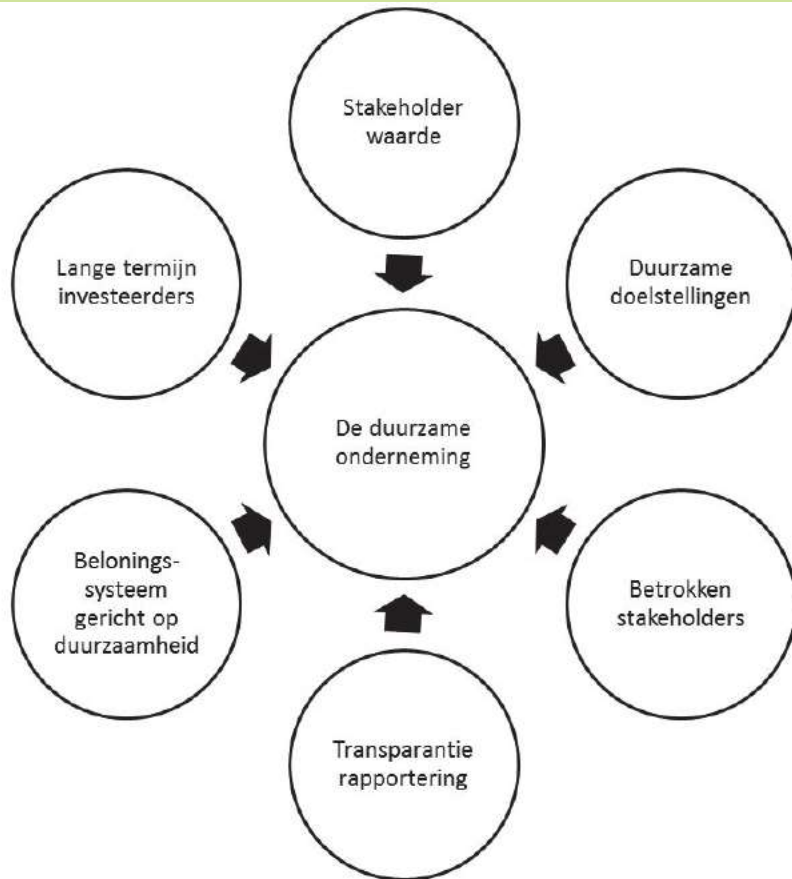 Stakeholder
waarde
Lange termijn
investeerders
Duurzame
doelstellingen
De duurzame
onderneming
Belonings-
systeem
gericht op
duurzaamheid
Betrokken
stakeholders
Transparantie
rapportering